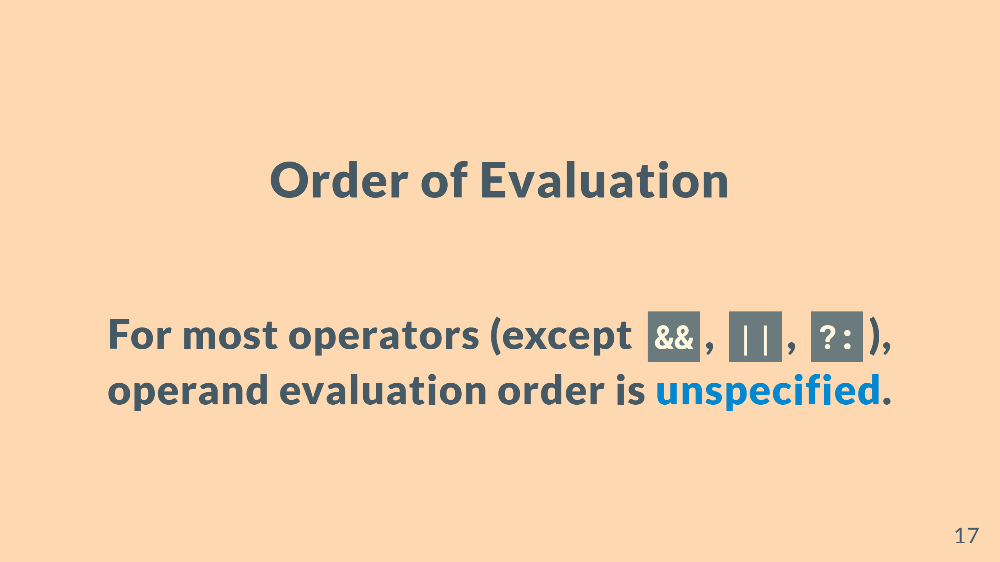 Order of Evaluation
For most operators (except &&, ||, ?:),
operand evaluation order is unspecified.
17